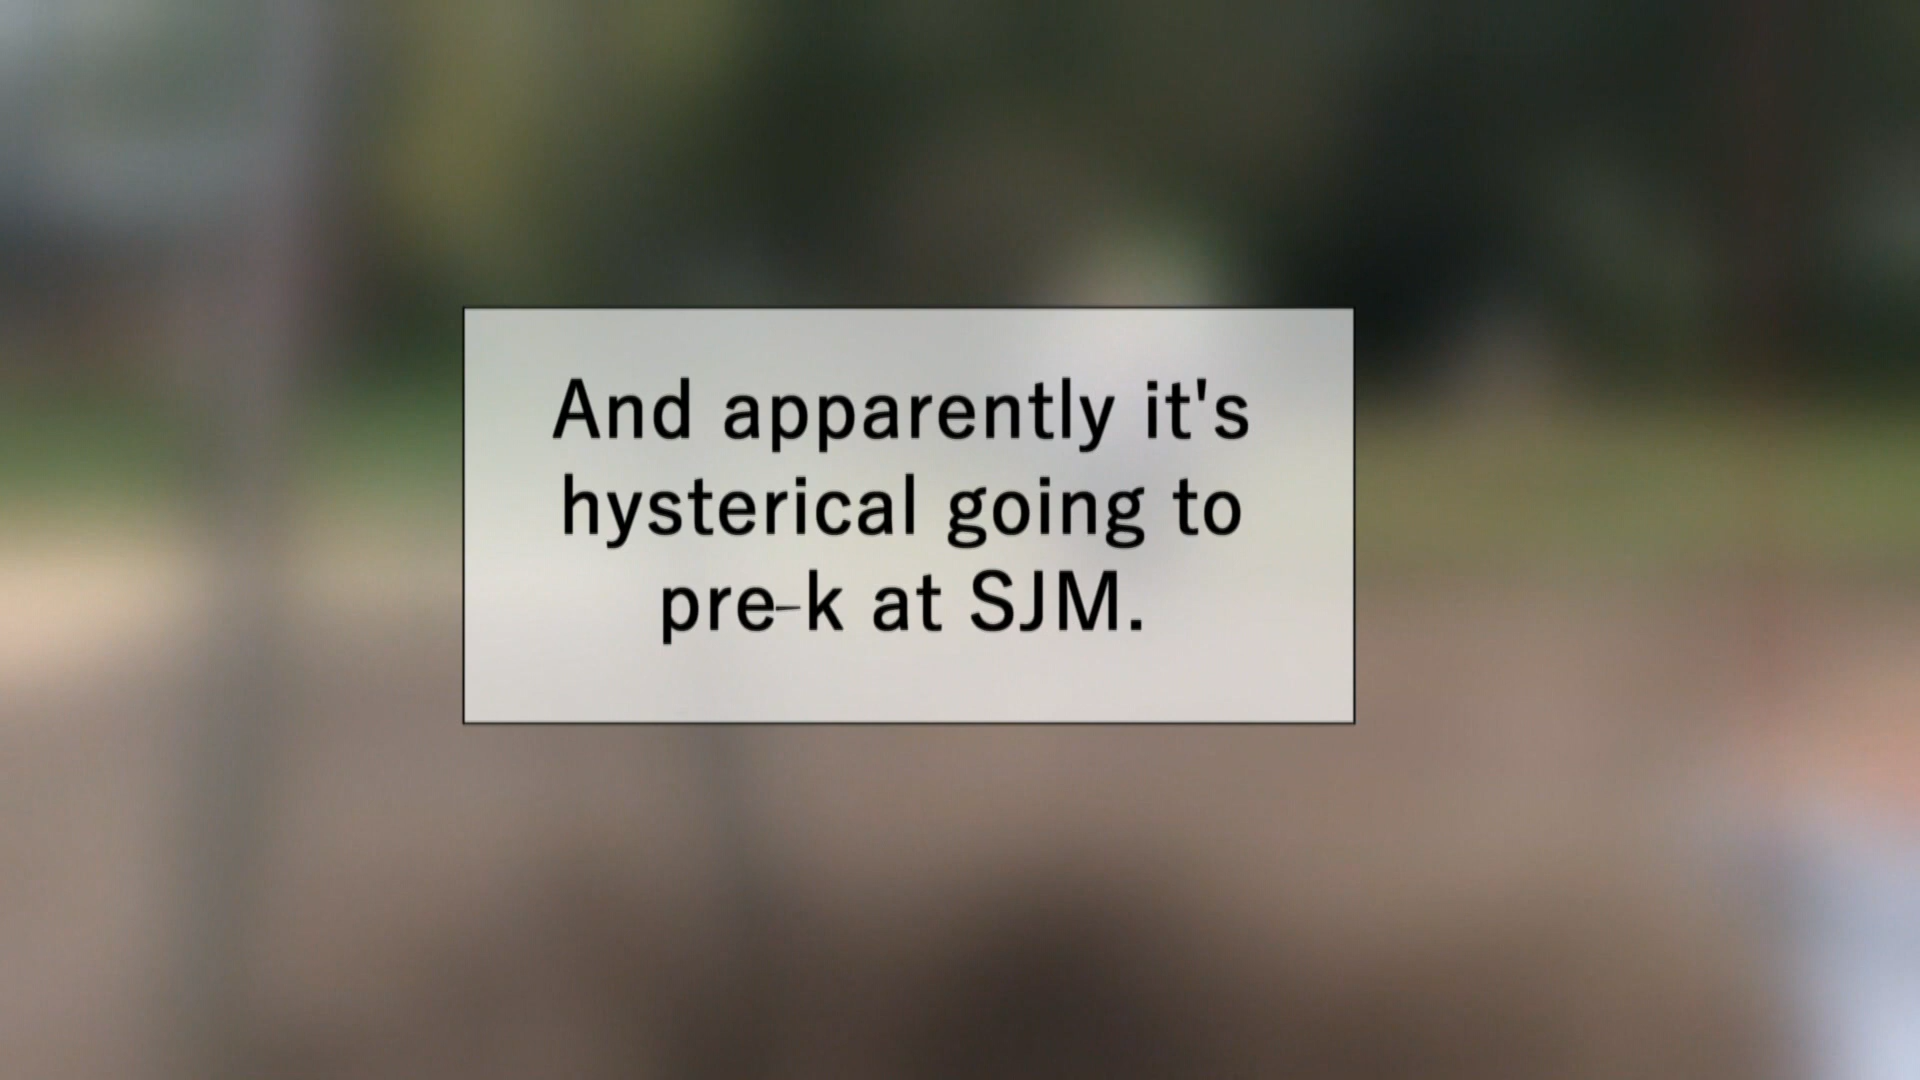 And apparently it's
hysterical going to
pre-k at SJM.